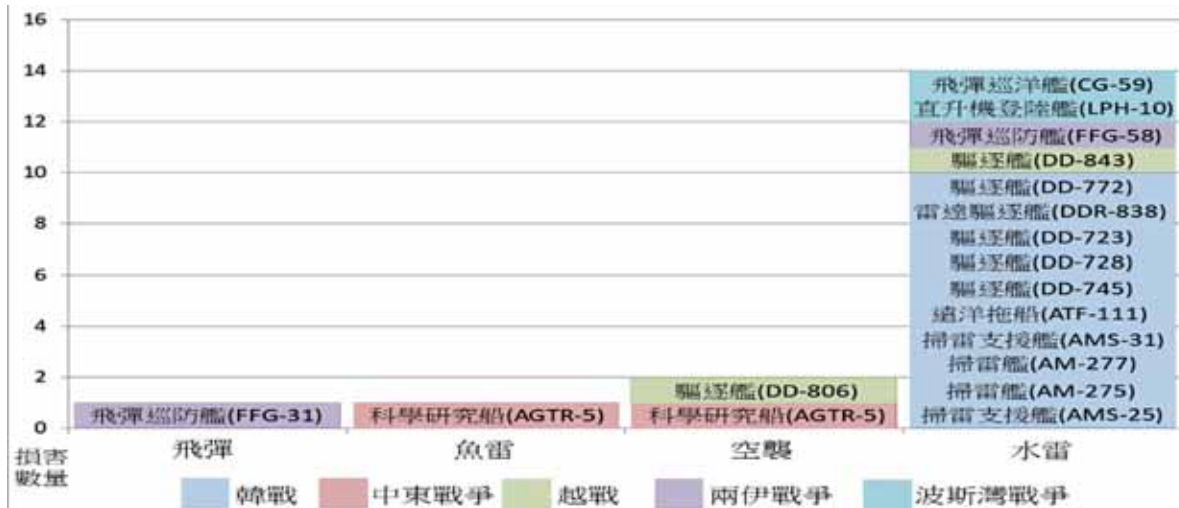 16
14
12
10
8
6
4
2
0
飛彈巡洋艦(CG-59)
直升機登陸艦(LPH-10)
飛彈巡防艦(FFG-58)
驅逐艦(DD-843)
驅逐艦(DD-772)
雷達驅逐艦(DDR-838)
驅逐艦(DD-723)
驅逐艦(DD-728)
驅逐艦(DD-745)
遠洋拖船(ATF-111)
掃雷支援艦(AMS-31)
掃雷艦(AM-277)
掃雷艦(AM-275)
掃雷支援艦(AMS-25)
驅逐艦(DD-806)
飛彈巡防艦(FFG-31)
科學研究船(AGTR-5)
科學研究船(AGTR-5)
損害
數量
飛彈
魚雷
空襲
水雷
韓戰
中東戰爭
越戰
兩伊戰爭
波斯灣戰爭